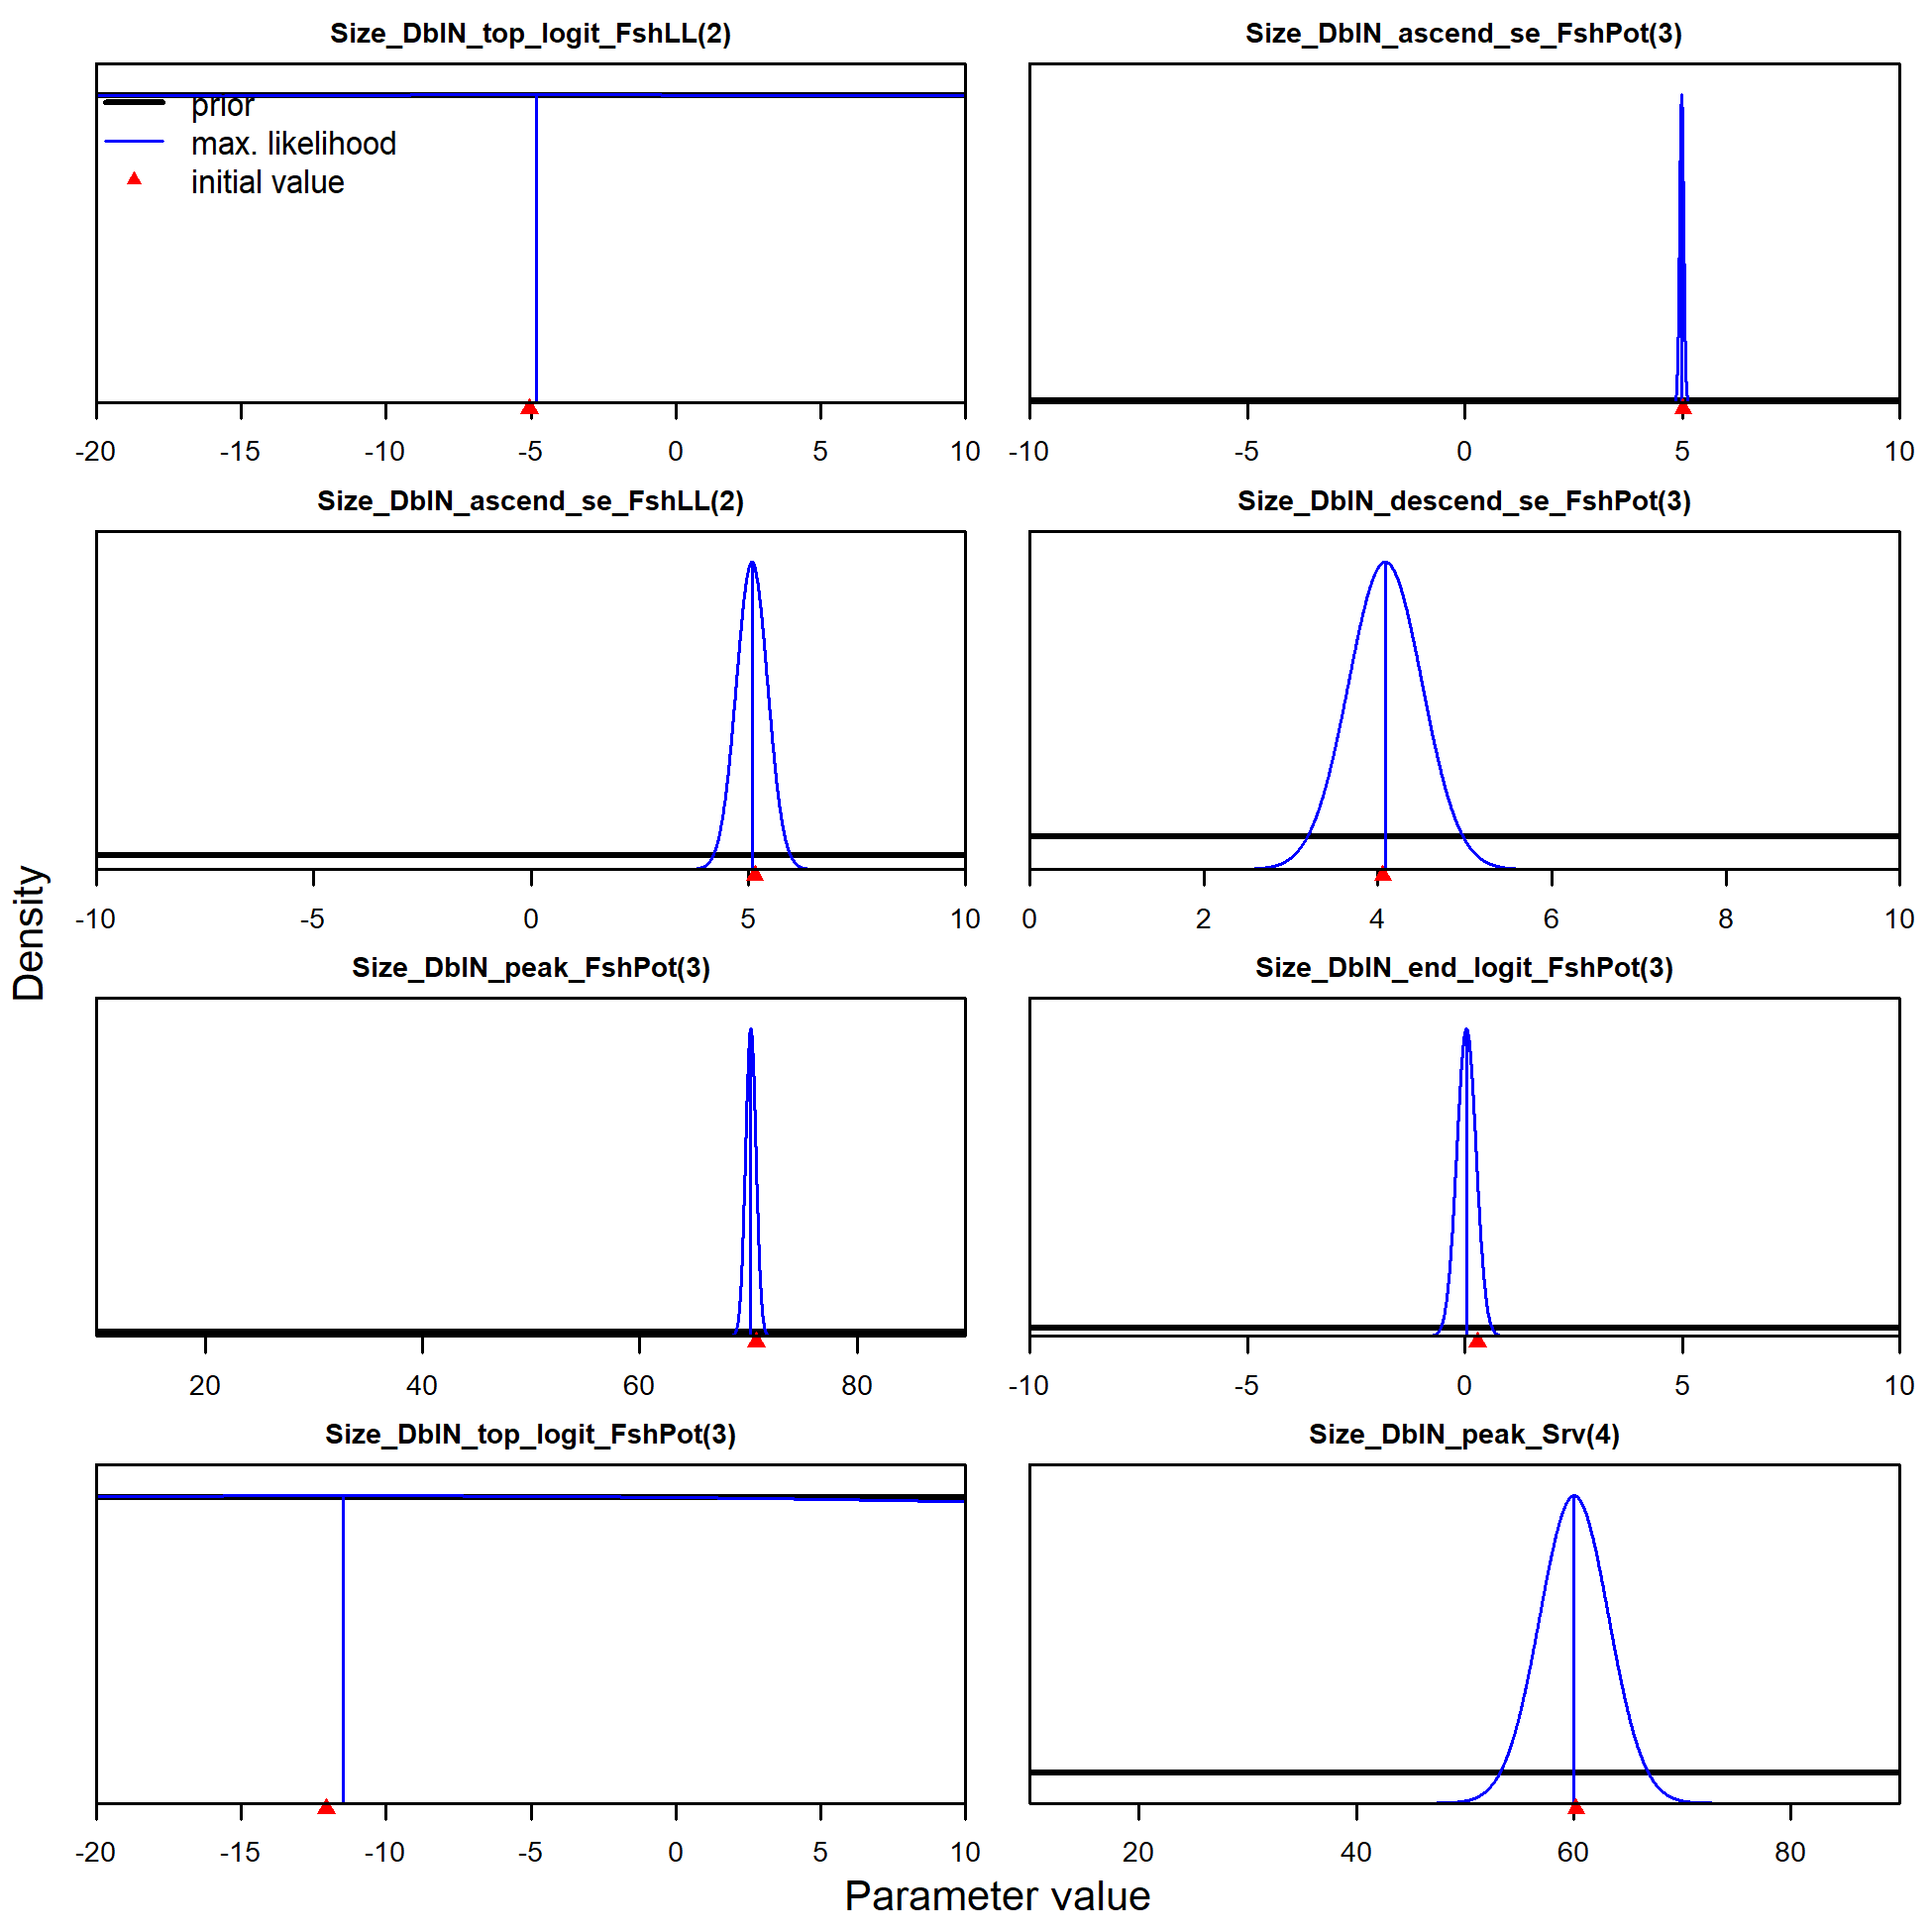 Size_DblN_top_logit_FshLL(2)
prior
max. likelihood
initial value
-20 -15 -10 -5 0 5 10
Size_DblN_ascend_se_FshPot(3)
-10 -5 0 5 10
Size_DblN_ascend_se_FshLL(2)
-10 -5 0 5 10
Size_DblN_descend_se_FshPot(3)
0 2 4 6 8 10
Size_DblN_peak_FshPot(3)
20 40 60 80
Size_DblN_end_logit_FshPot(3)
-10 -5 0 5 10
Size_DblN_top_logit_FshPot(3)
-20 -15 -10 -5 0 5 10
Size_DblN_peak_Srv(4)
20 40 60 80
Density
Parameter value